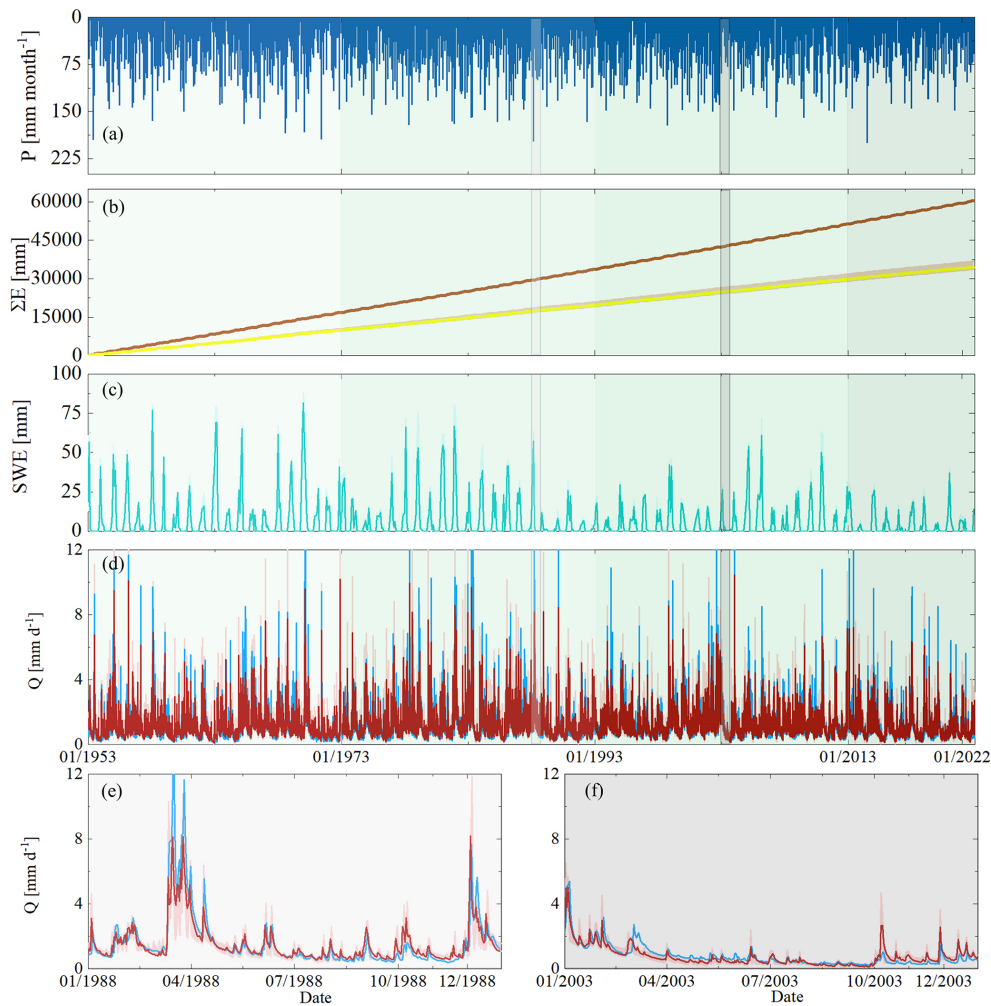 0
75
150
225
P [mm month⁻¹]
(a)
60000
45000
30000
15000
0
ΣE [mm]
(b)
100
75
50
25
0
SWE [mm]
(c)
12
8
4
0
Q [mm d⁻¹]
(d)
01/1953 01/1973 01/1993 01/2013 01/2022
12
8
4
0
Q [mm d⁻¹]
(e)
01/1988 04/1988 07/1988 10/1988 12/1988
Date
12
8
4
0
(f)
01/2003 04/2003 07/2003 10/2003 12/2003
Date